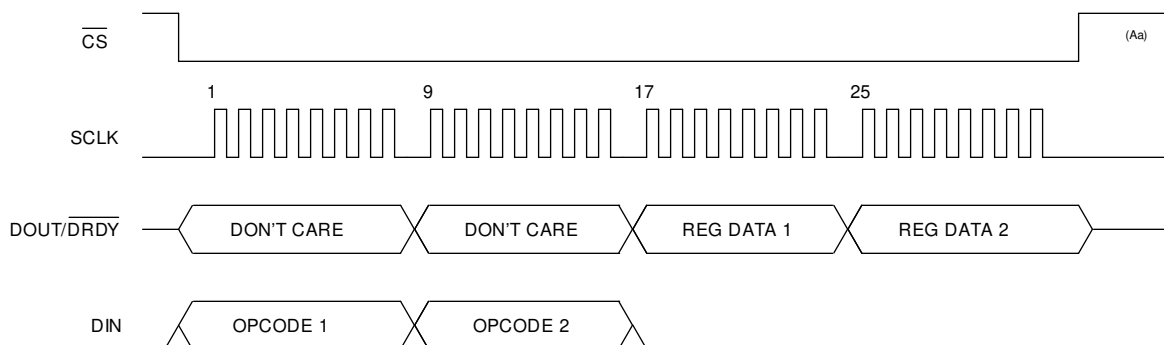 CS
(Aa)
1 9 17 25
SCLK
DOUT/DRDY DON'T CARE DON'T CARE REG DATA 1 REG DATA 2
DIN OPCODE 1 OPCODE 2